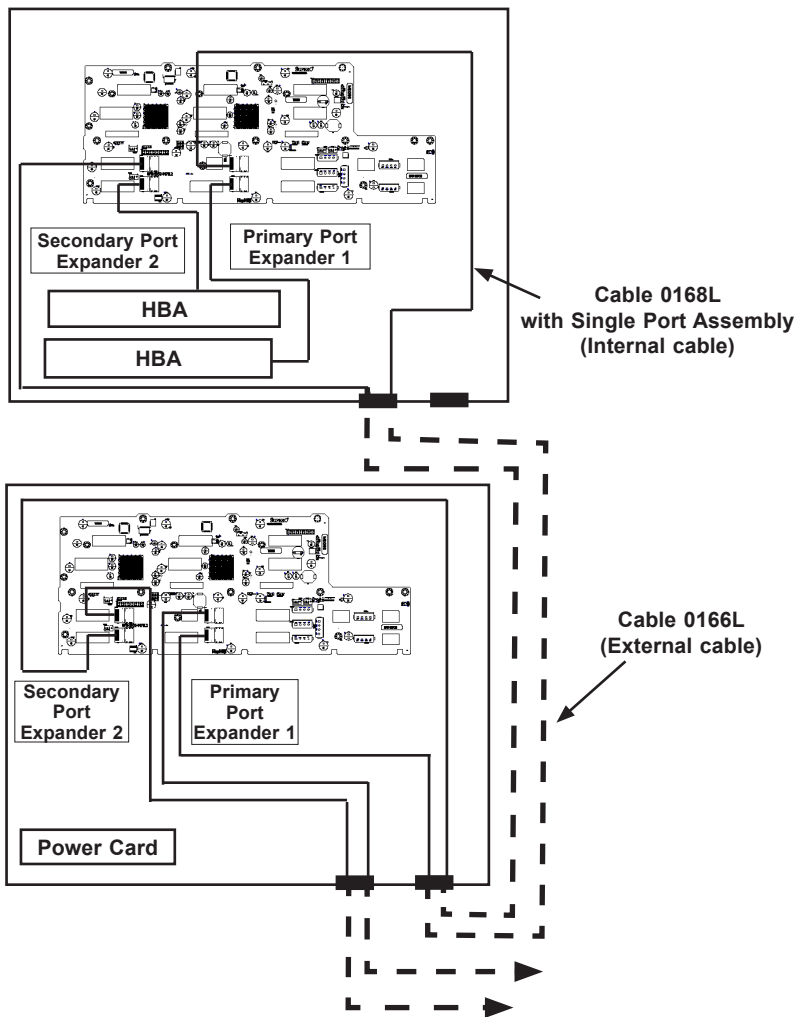 Secondary Port
Expander 2
Primary Port
Expander 1
HBA
HBA
Cable 0168L
with Single Port Assembly
(Internal cable)
Cable 0166L
(External cable)
Secondary
Port
Expander 2
Primary
Port
Expander 1
Power Card